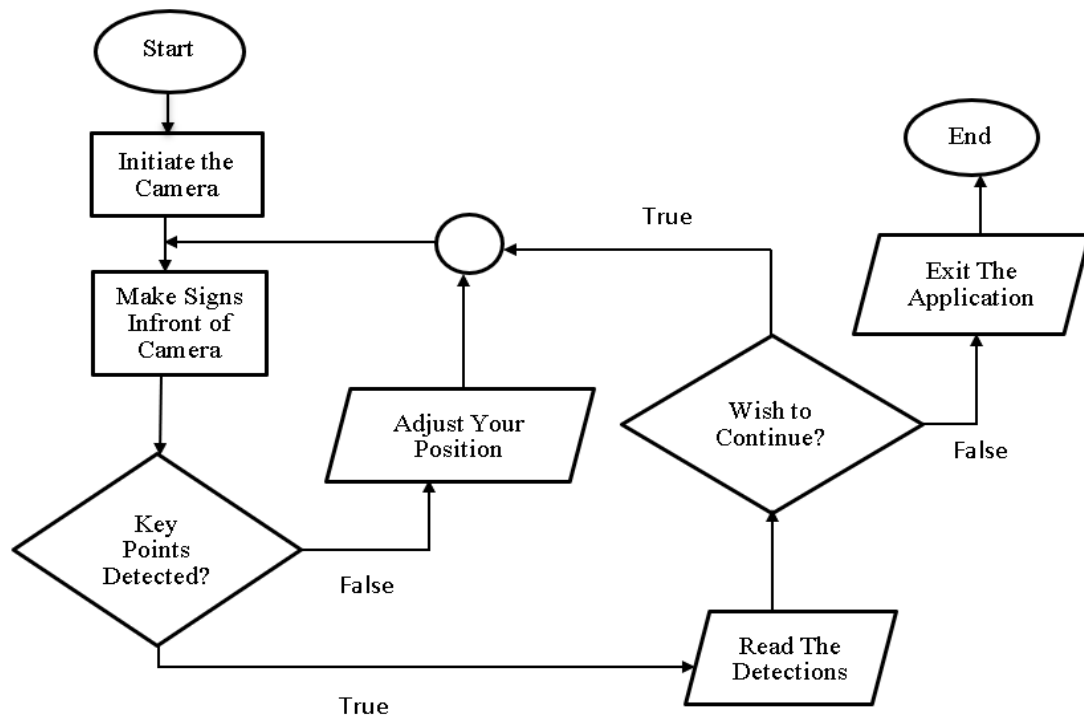 Start
Initiate the
Camera
Make Signs
Infront of
Camera
Key
Points
Detected?
False
Adjust Your
Position
True
Read The
Detections
Wish to
Continue?
True
False
Exit The
Application
End